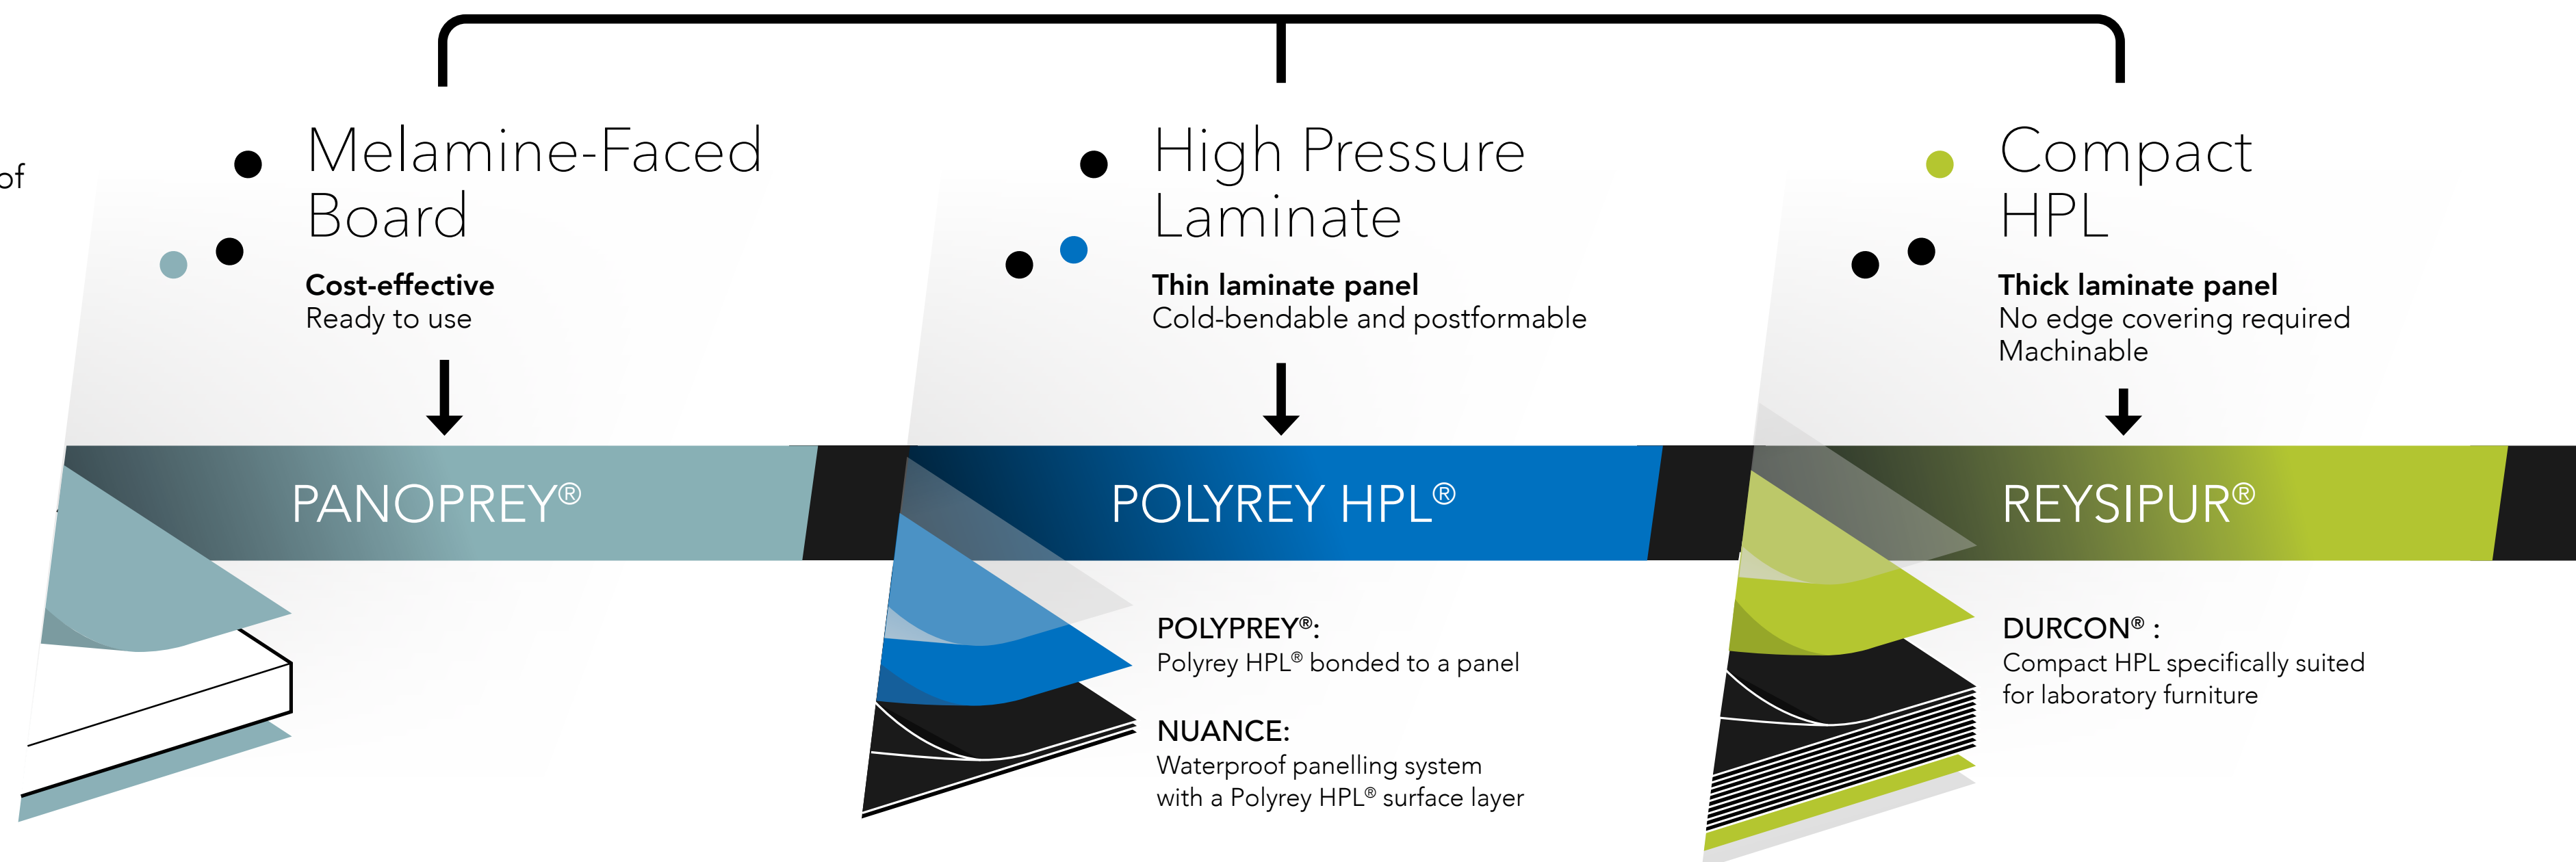 of
Melamine-Faced
Board
Cost-effective
Ready to use
PANOPREY®
High Pressure
Laminate
Thin laminate panel
Cold-bendable and postformable
POLYREY HPL®
POLYPREY®:
Polyrey HPL® bonded to a panel
NUANCE:
Waterproof panelling system
with a Polyrey HPL® surface layer
Compact
HPL
Thick laminate panel
No edge covering required
Machinable
REYSIPUR®
DURCON® :
Compact HPL specifically suited
for laboratory furniture